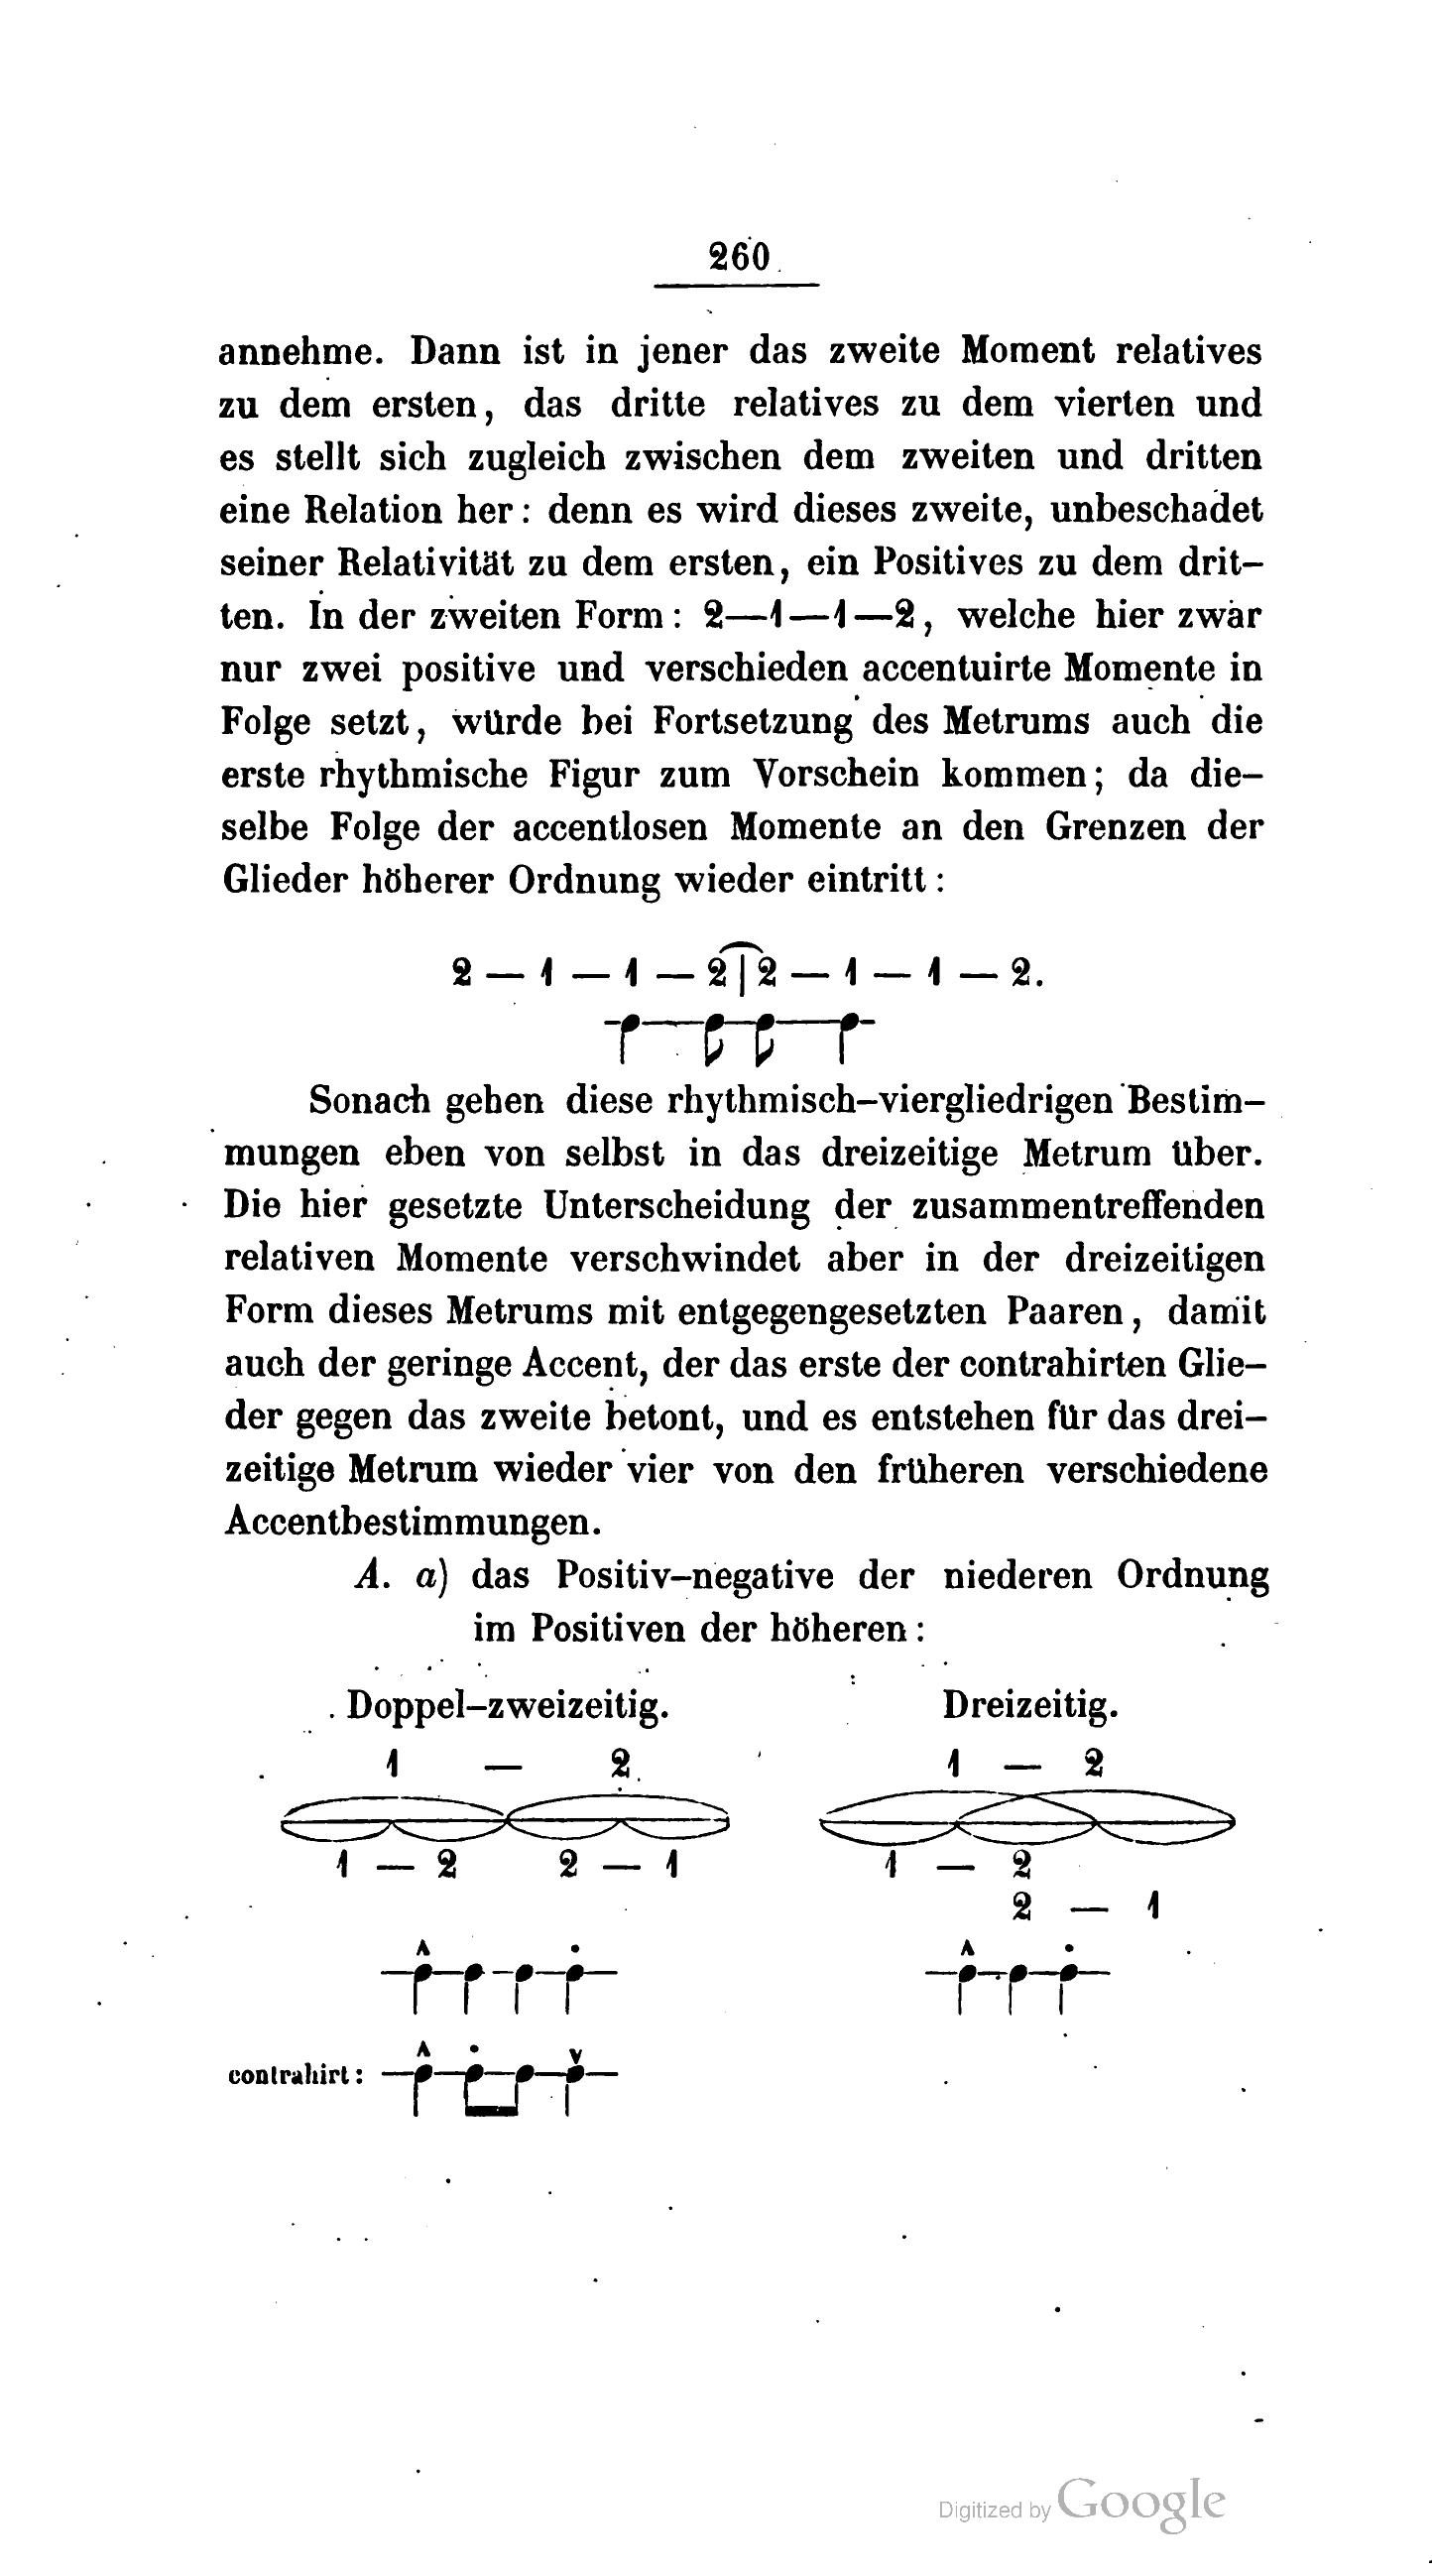 260
annehme. Dann ist in jener das zweite Moment relatives
zu dem ersten, das dritte relatives zu dem vierten und
es stellt sich zugleich zwischen dem zweiten und dritten
eine Relation her: denn es wird dieses zweite, unbeschadet
seiner Relativität zu dem ersten, ein Positives zu dem drit-
ten. In der zweiten Form: 2—1—1—2, welche hier zwar
nur zwei positive und verschieden accentuirte Momente in
Folge setzt, würde bei Fortsetzung des Metrums auch die
erste rhythmische Figur zum Vorschein kommen; da die-
selbe Folge der accentlosen Momente an den Grenzen der
Glieder höherer Ordnung wieder eintritt:
2 — 1 — 1 — 2 | 2 — 1 — 1 — 2.
Sonach gehen diese rhythmisch-viergliedrigen Bestim-
mungen eben von selbst in das dreizeitige Metrum über.
Die hier gesetzte Unterscheidung der zusammentreffenden
relativen Momente verschwindet aber in der dreizeitigen
Form dieses Metrums mit entgegengesetzten Paaren, damit
auch der geringe Accent, der das erste der contrahirten Glie-
der gegen das zweite betont, und es entstehen für das drei-
zeitige Metrum wieder vier von den früheren verschiedene
Accentbestimmungen.
A. a) das Positiv-negative der niederen Ordnung
im Positiven der höheren:
Doppel-zweizeitig. Dreizeitig.
1 — 2 1 — 2
1 — 2 2 — 1 1 — 2
2 — 1
contrahirt:
Digitized by Google